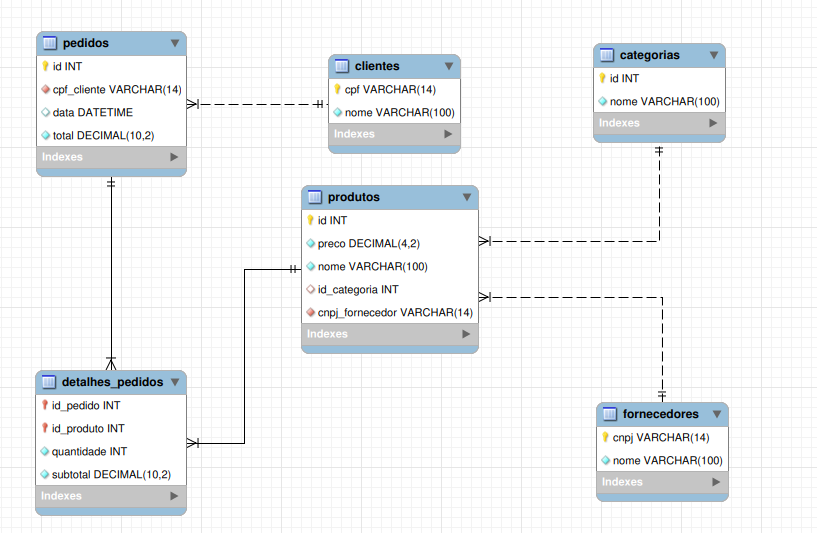 pedidos
id INT
cpf_cliente VARCHAR(14)
data DATETIME
total DECIMAL(10,2)
Indexes
clientes
cpf VARCHAR(14)
nome VARCHAR(100)
Indexes
categorias
id INT
nome VARCHAR(100)
Indexes
produtos
id INT
preco DECIMAL(4,2)
nome VARCHAR(100)
id_categoria INT
cnpj_fornecedor VARCHAR(14)
Indexes
detalhes_pedidos
id_pedido INT
id_produto INT
quantidade INT
subtotal DECIMAL(10,2)
Indexes
fornecedores
cnpj VARCHAR(14)
nome VARCHAR(100)
Indexes